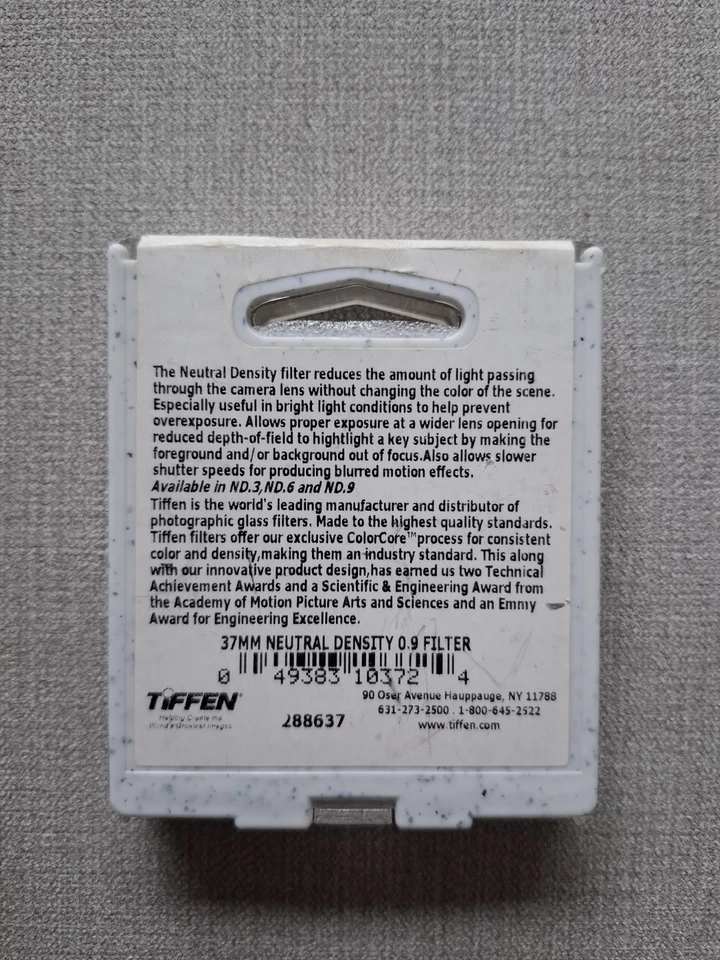 The Neutral Density filter reduces the amount of light passing
through the camera lens without changing the color of the scene.
Especially useful in bright light conditions to help prevent
overexposure. Allows proper exposure at a wider lens opening for
reduced depth-of-field to hightlight a key subject by making the
foreground and/or background out of focus.Also allows slower
shutter speeds for producing blurred motion effects.
Available in ND.3,ND.6 and ND.9
Tiffen is the world's leading manufacturer and distributor of
photographic glass filters. Made to the highest quality standards.
Tiffen filters offer our exclusive ColorCore™process for consistent
color and density,making them an industry standard. This along
with our innovative product design,has earned us two Technical
Achievement Awards and a Scientific & Engineering Award from
the Academy of Motion Picture Arts and Sciences and an Emmy
Award for Engineering Excellence.
37MM NEUTRAL DENSITY 0.9 FILTER
0 49383 10372 4
TiFFEN®
Helping Create the
World's Greatest Images
288637
90 Oser Avenue Hauppauge, NY 11788
631-273-2500 . 1-800-645-2522
www.tiffen.com